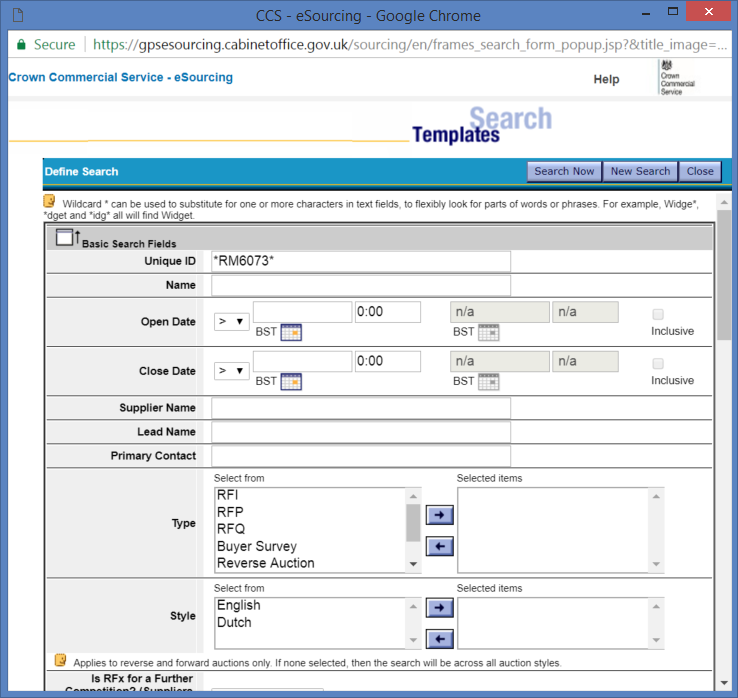 CCS - eSourcing - Google Chrome
Secure https://gpsesourcing.cabinetoffice.gov.uk/sourcing/en/frames_search_form_popup.jsp?&title_image=...
Crown Commercial Service - eSourcing
Help
Crown
Commercial
Service
Search
Templates
Define Search
Search Now New Search Close
Wildcard * can be used to substitute for one or more characters in text fields, to flexibly look for parts of words or phrases. For example, Widge*,
*dget and *idg* all will find Widget.
Basic Search Fields
Unique ID *RM6073*
Name
Open Date > 0:00 n/a n/a
BST BST Inclusive
Close Date > 0:00 n/a n/a
BST BST Inclusive
Supplier Name
Lead Name
Primary Contact
Select from Selected items
Type
RFI
RFP
RFQ
Buyer Survey
Reverse Auction
Select from Selected items
Style
English
Dutch
Applies to reverse and forward auctions only. If none selected, then the search will be across all auction styles.
Is RFx for a Further
Competition? (Suppliers